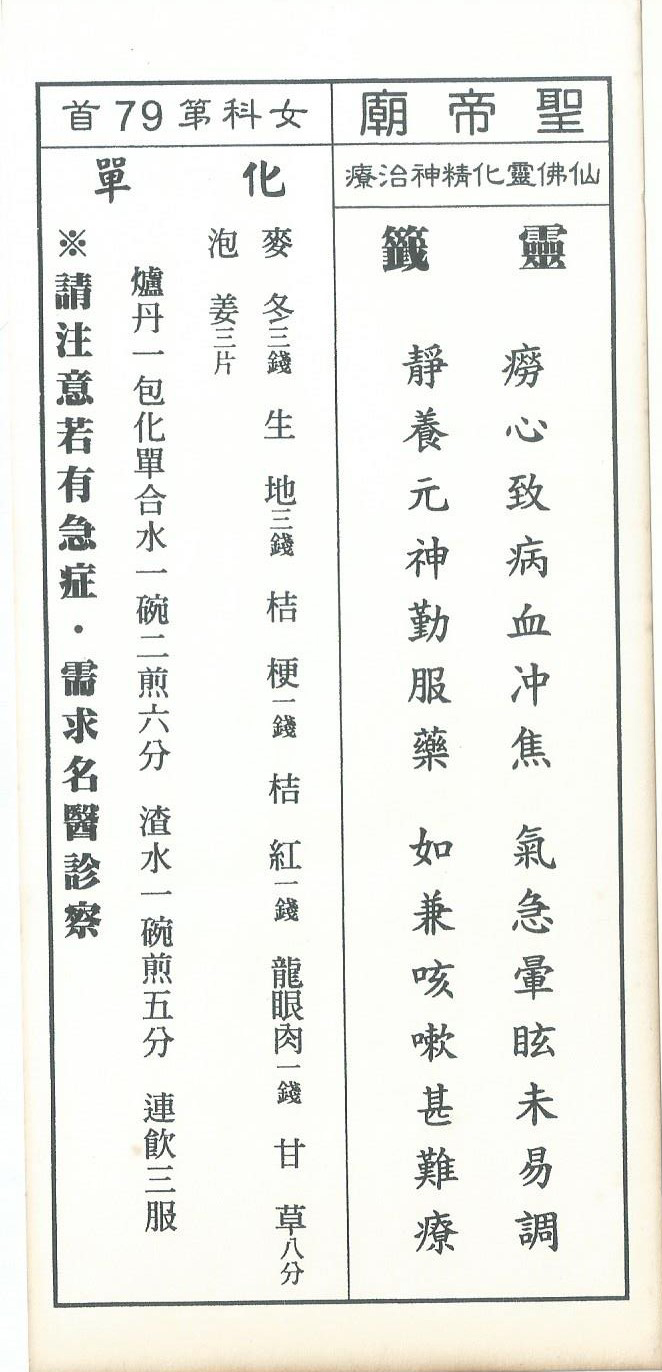 聖帝廟
仙佛靈化精神治療
靈籤
癆心致病血冲焦　氣急暈眩未易調
靜養元神勤服藥　如兼咳嗽甚難療
女科第79首
化單
麥冬三錢　生地三錢　桔梗一錢　桔紅一錢　龍眼肉一錢　甘草八分
泡姜三片
爐丹一包化單合水一碗二煎六分　渣水一碗煎五分　連飲三服
※請注意若有急症・需求名醫診察